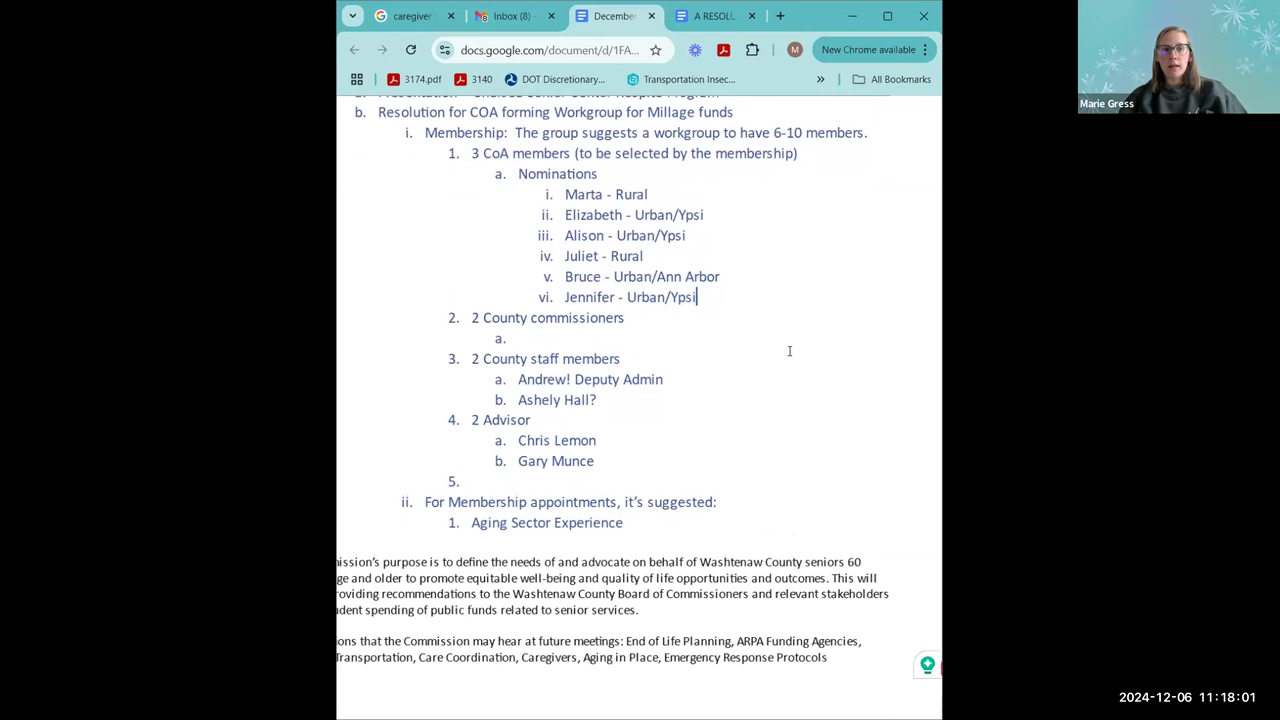 caregiver
Inbox (8)
December
A RESOLU
docs.google.com/document/d/1FA...
M
New Chrome available
3174.pdf
3140
DOT Discretionary...
Transportation Insec...
»
All Bookmarks
b. Resolution for COA forming Workgroup for Millage funds
i. Membership: The group suggests a workgroup to have 6-10 members.
1. 3 CoA members (to be selected by the membership)
a. Nominations
i. Marta - Rural
ii. Elizabeth - Urban/Ypsi
iii. Alison - Urban/Ypsi
iv. Juliet - Rural
v. Bruce - Urban/Ann Arbor
vi. Jennifer - Urban/Ypsi
2. 2 County commissioners
a.
3. 2 County staff members
a. Andrew! Deputy Admin
b. Ashely Hall?
4. 2 Advisor
a. Chris Lemon
b. Gary Munce
5.
ii. For Membership appointments, it's suggested:
1. Aging Sector Experience
ission's purpose is to define the needs of and advocate on behalf of Washtenaw County seniors 60
ge and older to promote equitable well-being and quality of life opportunities and outcomes. This will
roviding recommendations to the Washtenaw County Board of Commissioners and relevant stakeholders
udent spending of public funds related to senior services.
ions that the Commission may hear at future meetings: End of Life Planning, ARPA Funding Agencies,
Transportation, Care Coordination, Caregivers, Aging in Place, Emergency Response Protocols
Marie Gress
2024-12-06 11:18:01